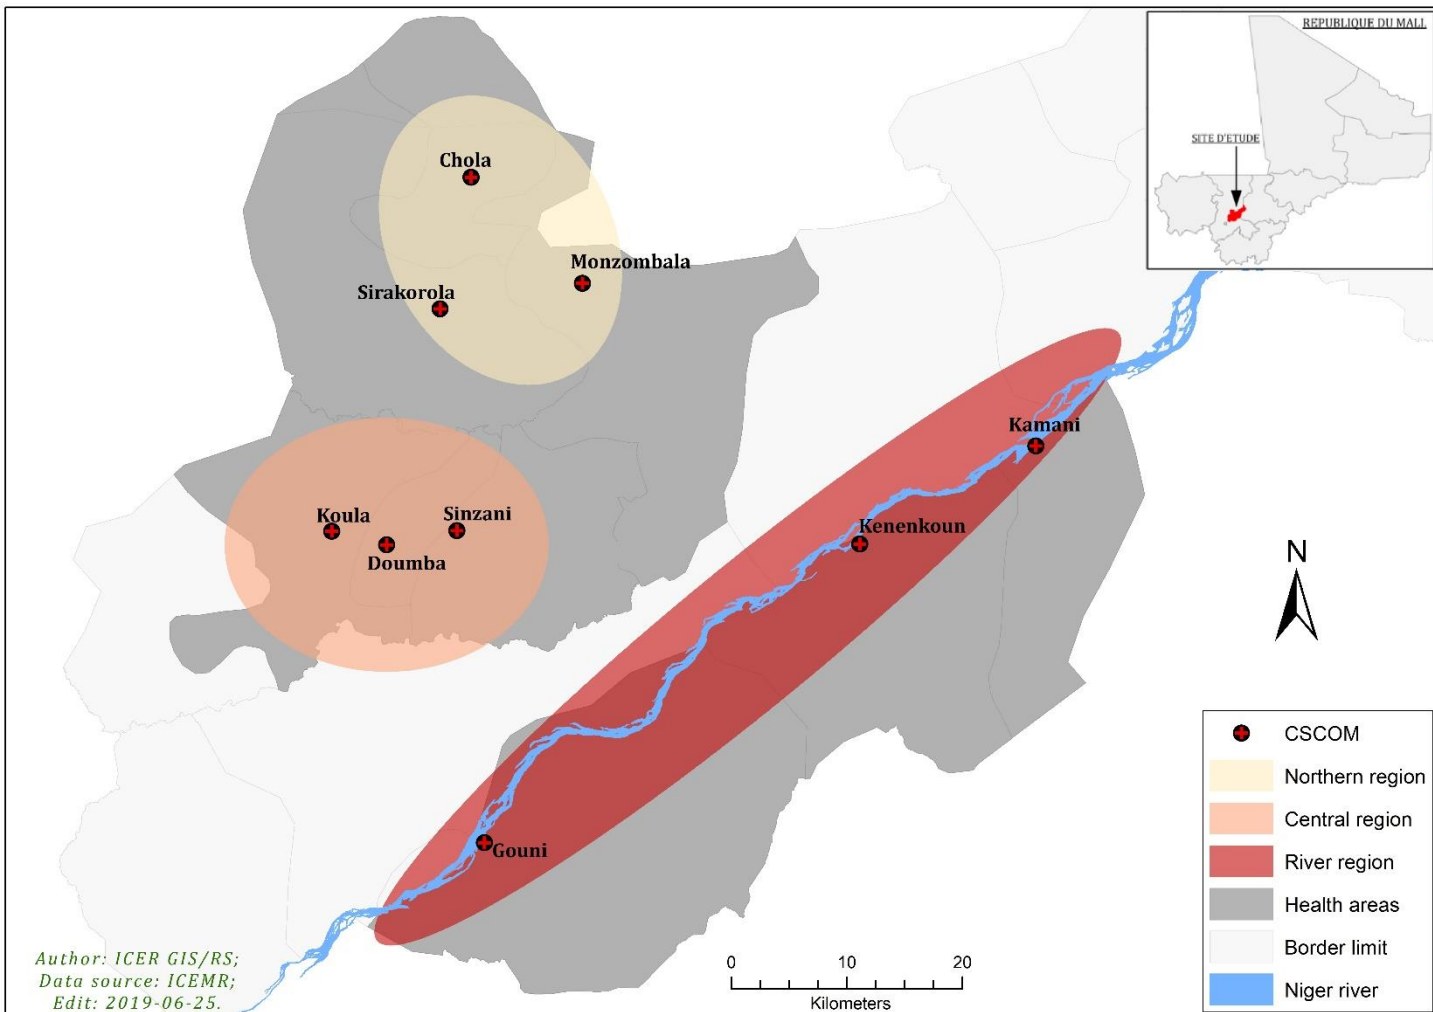 REPUBLIQUE DU MALI
SITE D'ETUDE
Chola
Monzombala
Sirakorola
Kamani
Koula
Sinzani
Kenenkoun
Doumba
N
Gouni
CSCOM
Northern region
Central region
River region
Health areas
Border limit
Niger river
Author: ICER GIS/RS;
Data source: ICEMR;
Edit: 2019-06-25.
0 10 20
Kilometers